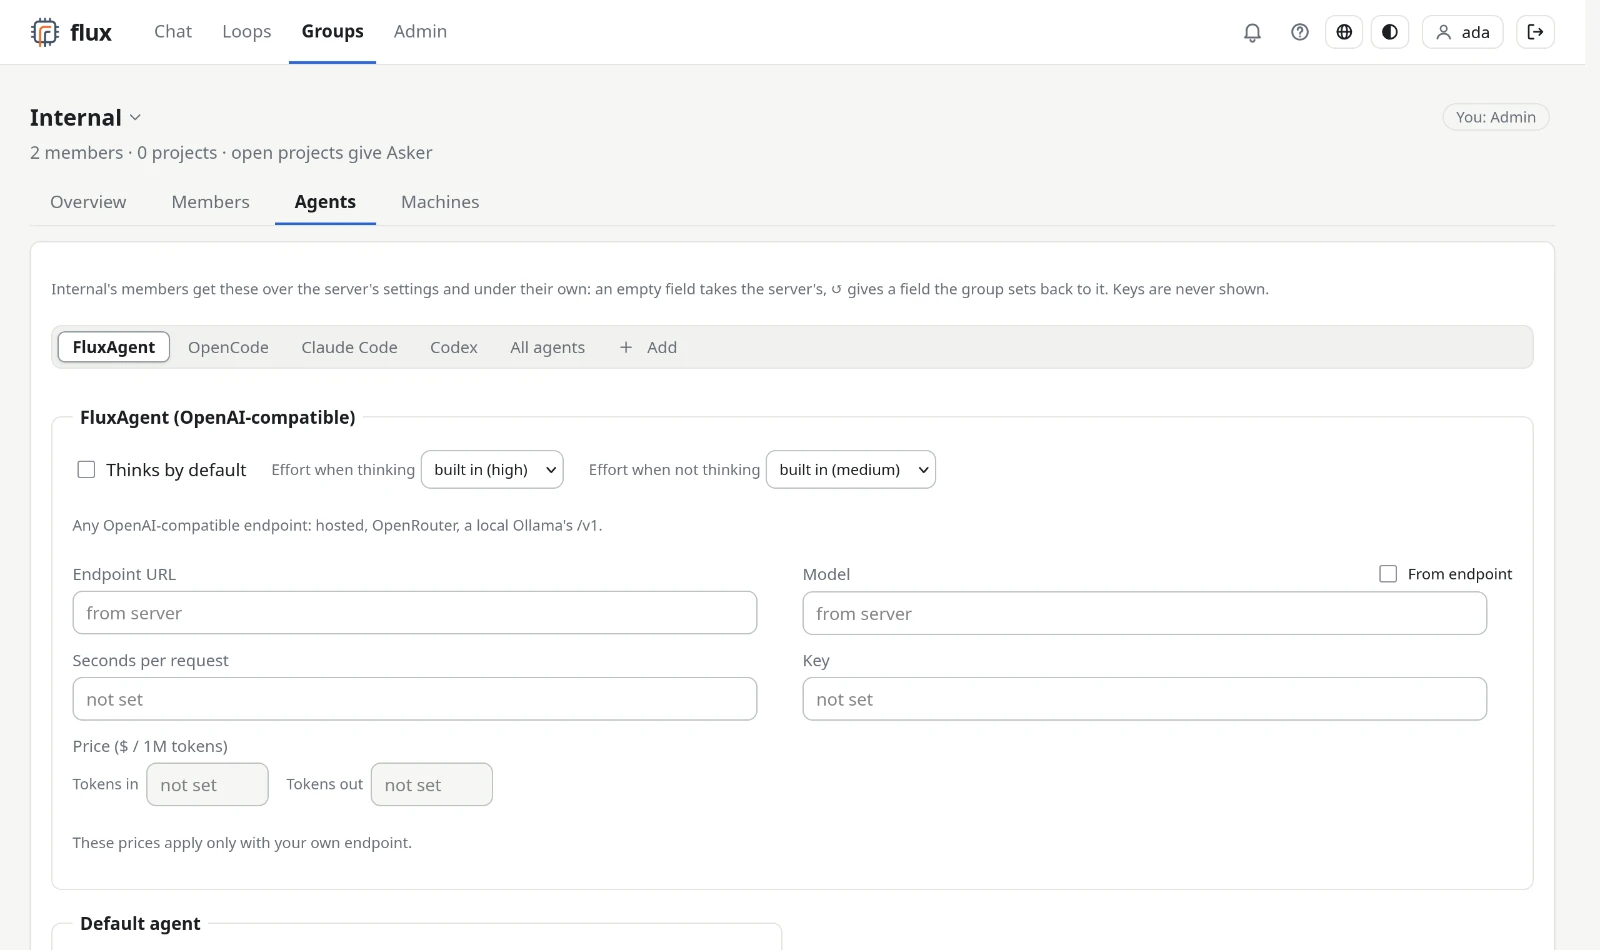 flux
Chat Loops Groups Admin
ada
Internal
You: Admin
2 members · 0 projects · open projects give Asker
Overview Members Agents Machines
Internal's members get these over the server's settings and under their own: an empty field takes the server's, ↺ gives a field the group sets back to it. Keys are never shown.
FluxAgent OpenCode Claude Code Codex All agents + Add
FluxAgent (OpenAI-compatible)
Thinks by default Effort when thinking built in (high) Effort when not thinking built in (medium)
Any OpenAI-compatible endpoint: hosted, OpenRouter, a local Ollama's /v1.
Endpoint URL
from server
Model From endpoint
from server
Seconds per request
not set
Key
not set
Price ($ / 1M tokens)
Tokens in not set Tokens out not set
These prices apply only with your own endpoint.
Default agent